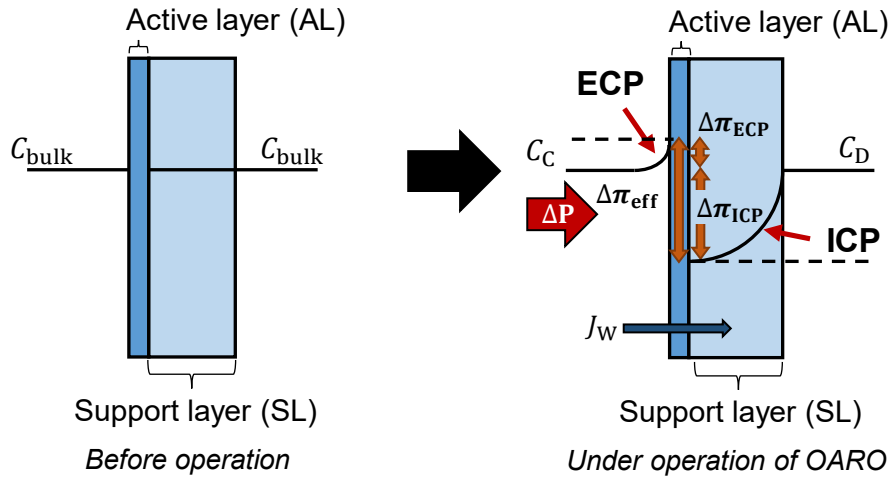 Active layer (AL)
C_bulk
C_bulk
Support layer (SL)
Before operation
Active layer (AL)
ECP
Δπ_ECP
C_C
C_D
ΔP
Δπ_eff
Δπ_ICP
ICP
J_W
Support layer (SL)
Under operation of OARO